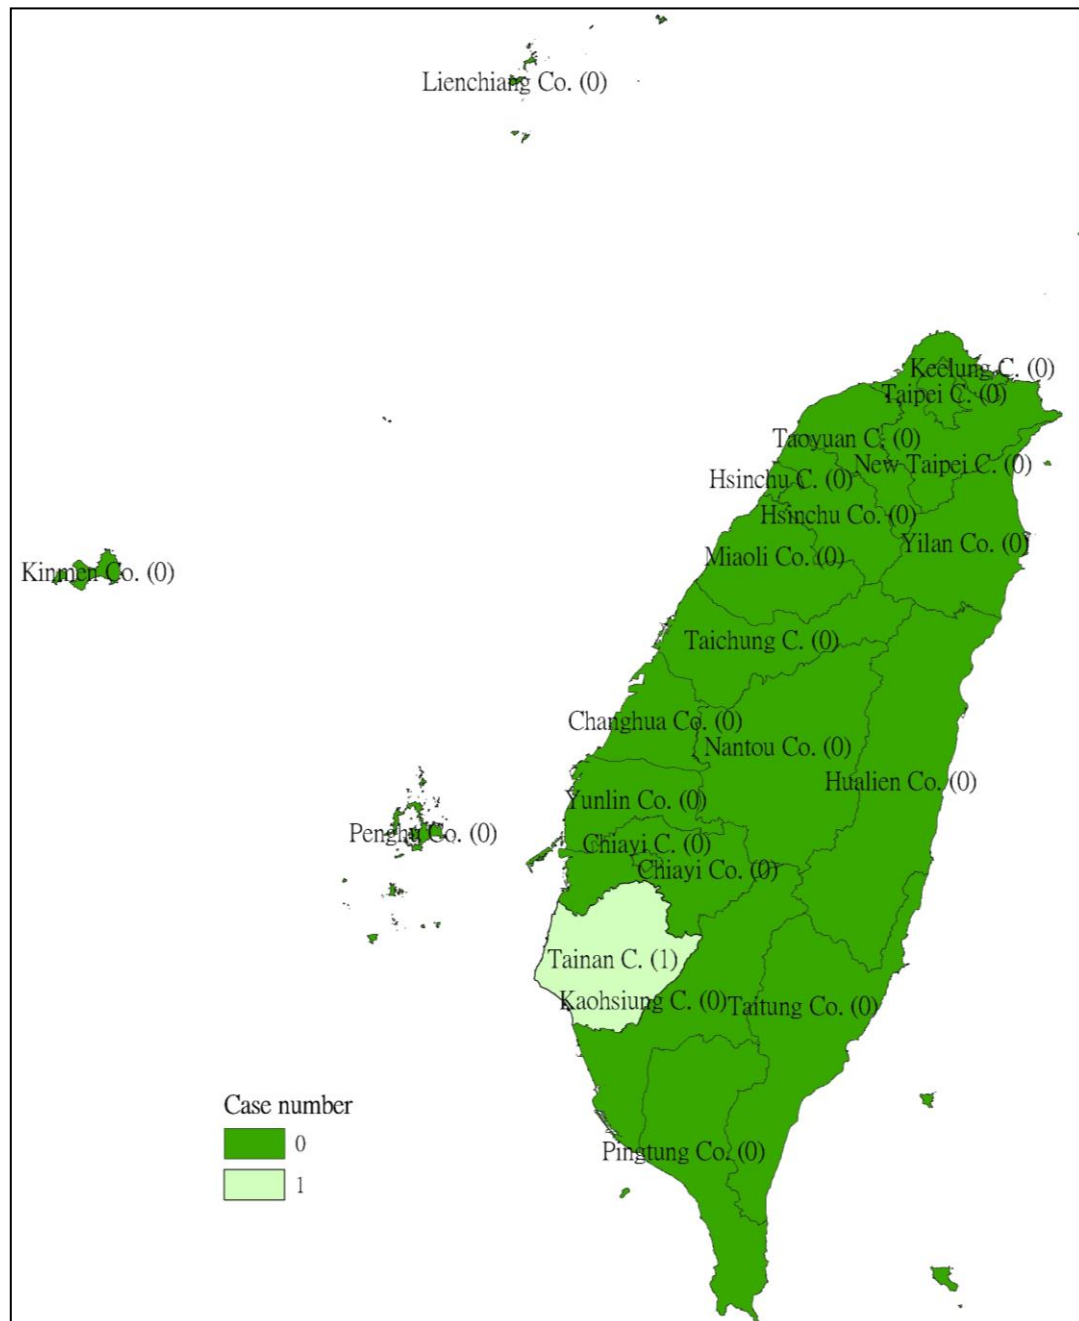 Lienchiang Co. (0)
Keelung C. (0)
Taipei C. (0)
Taoyuan C. (0)
New Taipei C. (0)
Hsinchu C. (0)
Hsinchu Co. (0)
Yilan Co. (0)
Miaoli Co. (0)
Kinmen Co. (0)
Taichung C. (0)
Changhua Co. (0)
Nantou Co. (0)
Hualien Co. (0)
Yunlin Co. (0)
Penghu Co. (0)
Chiayi C. (0)
Chiayi Co. (0)
Tainan C. (1)
Kaohsiung C. (0)
Taitung Co. (0)
Case number
0
1
Pingtung Co. (0)